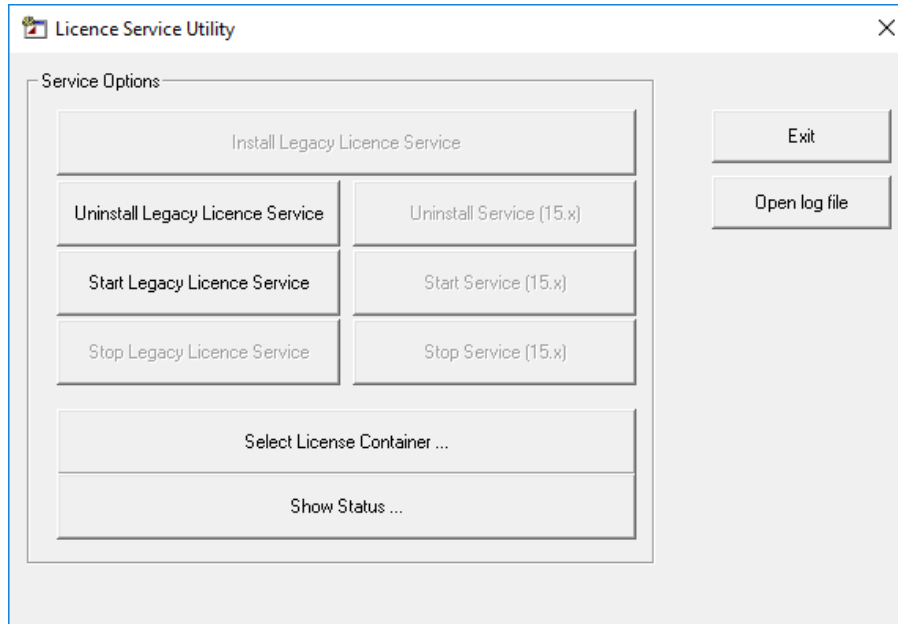 Licence Service Utility
Service Options
Install Legacy Licence Service
Exit
Uninstall Legacy Licence Service
Uninstall Service (15.x)
Open log file
Start Legacy Licence Service
Start Service (15.x)
Stop Legacy Licence Service
Stop Service (15.x)
Select License Container ...
Show Status ...